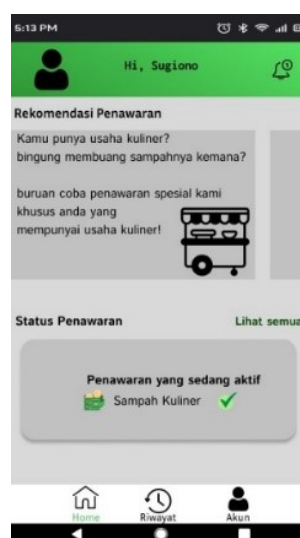 5:13 PM
Hi, Sugiono
Rekomendasi Penawaran
Kamu punya usaha kuliner?
bingung membuang sampahnya kemana?
buruan coba penawaran spesial kami
khusus anda yang
mempunyai usaha kuliner!
Status Penawaran
Lihat semua
Penawaran yang sedang aktif
Sampah Kuliner
Home
Riwayat
Akun